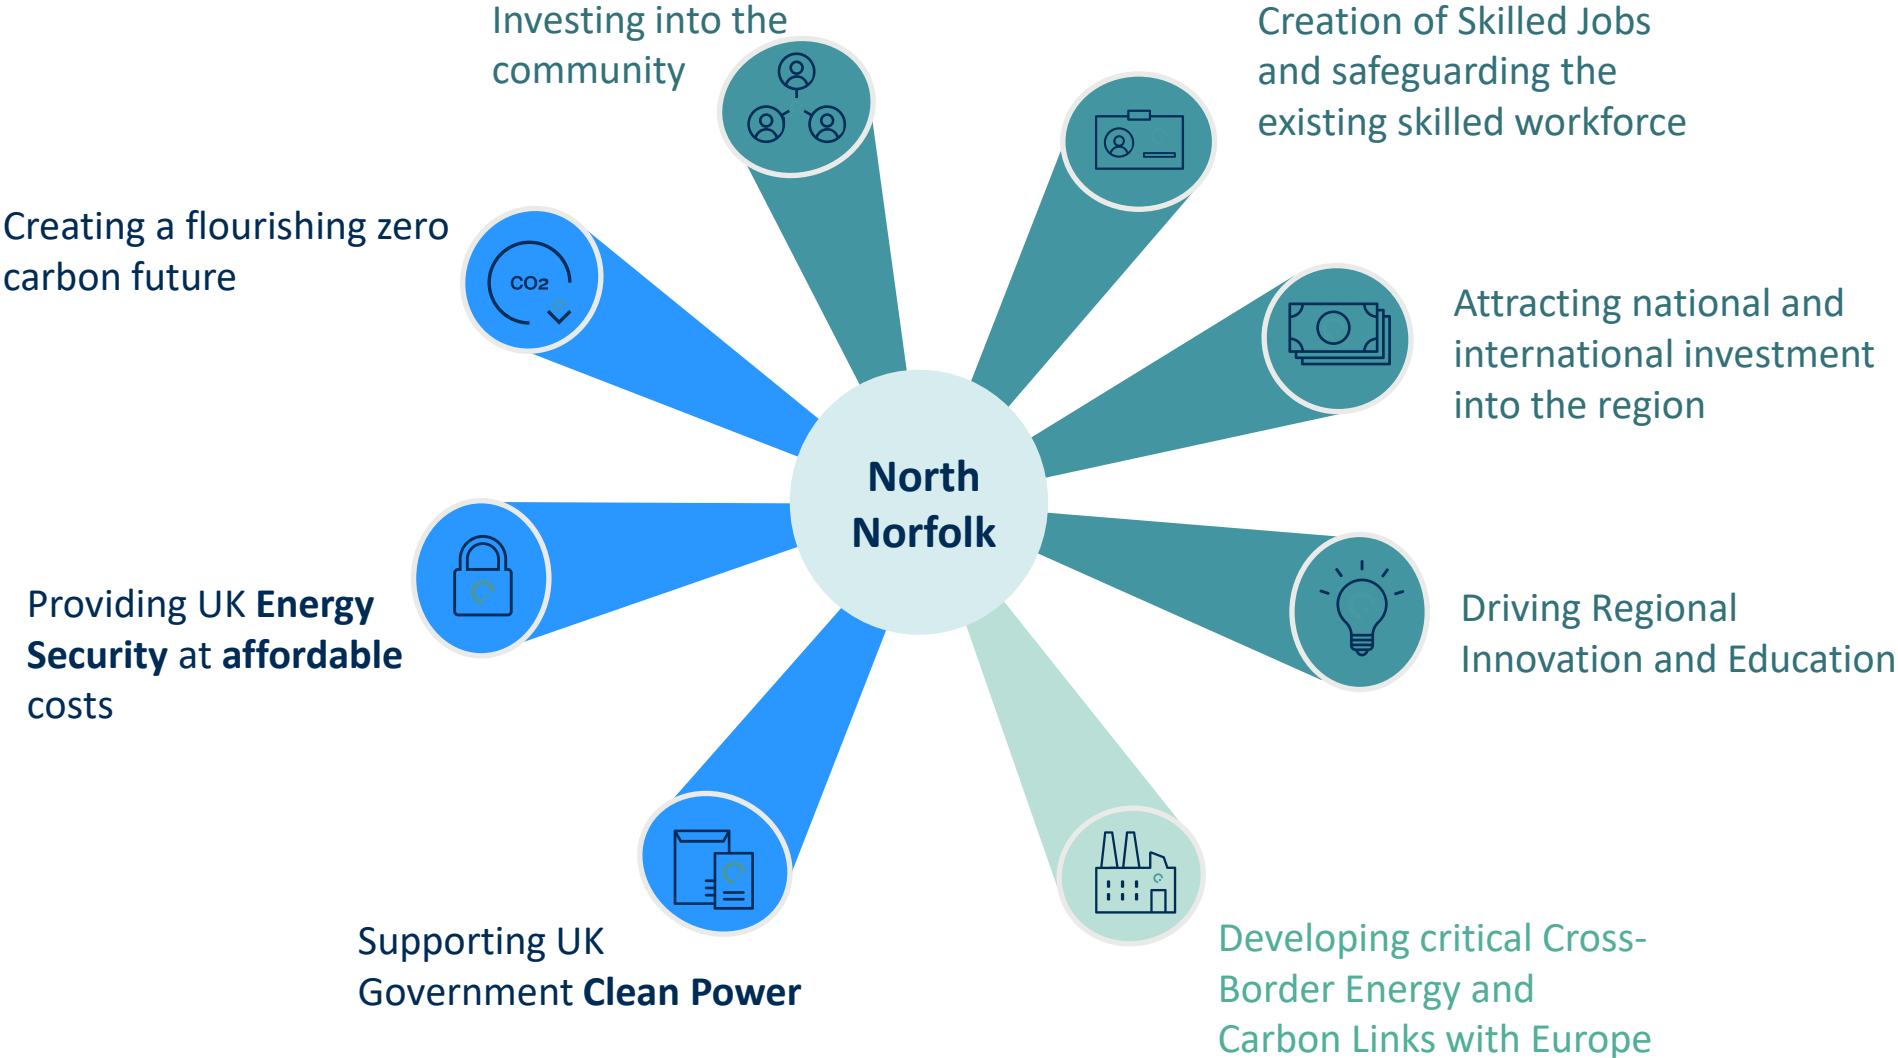 Investing into the
community
Creation of Skilled Jobs
and safeguarding the
existing skilled workforce
Creating a flourishing zero
carbon future
CO2
Attracting national and
international investment
into the region
North
Norfolk
Providing UK Energy
Security at affordable
costs
Driving Regional
Innovation and Education
Supporting UK
Government Clean Power
Developing critical Cross-
Border Energy and
Carbon Links with Europe